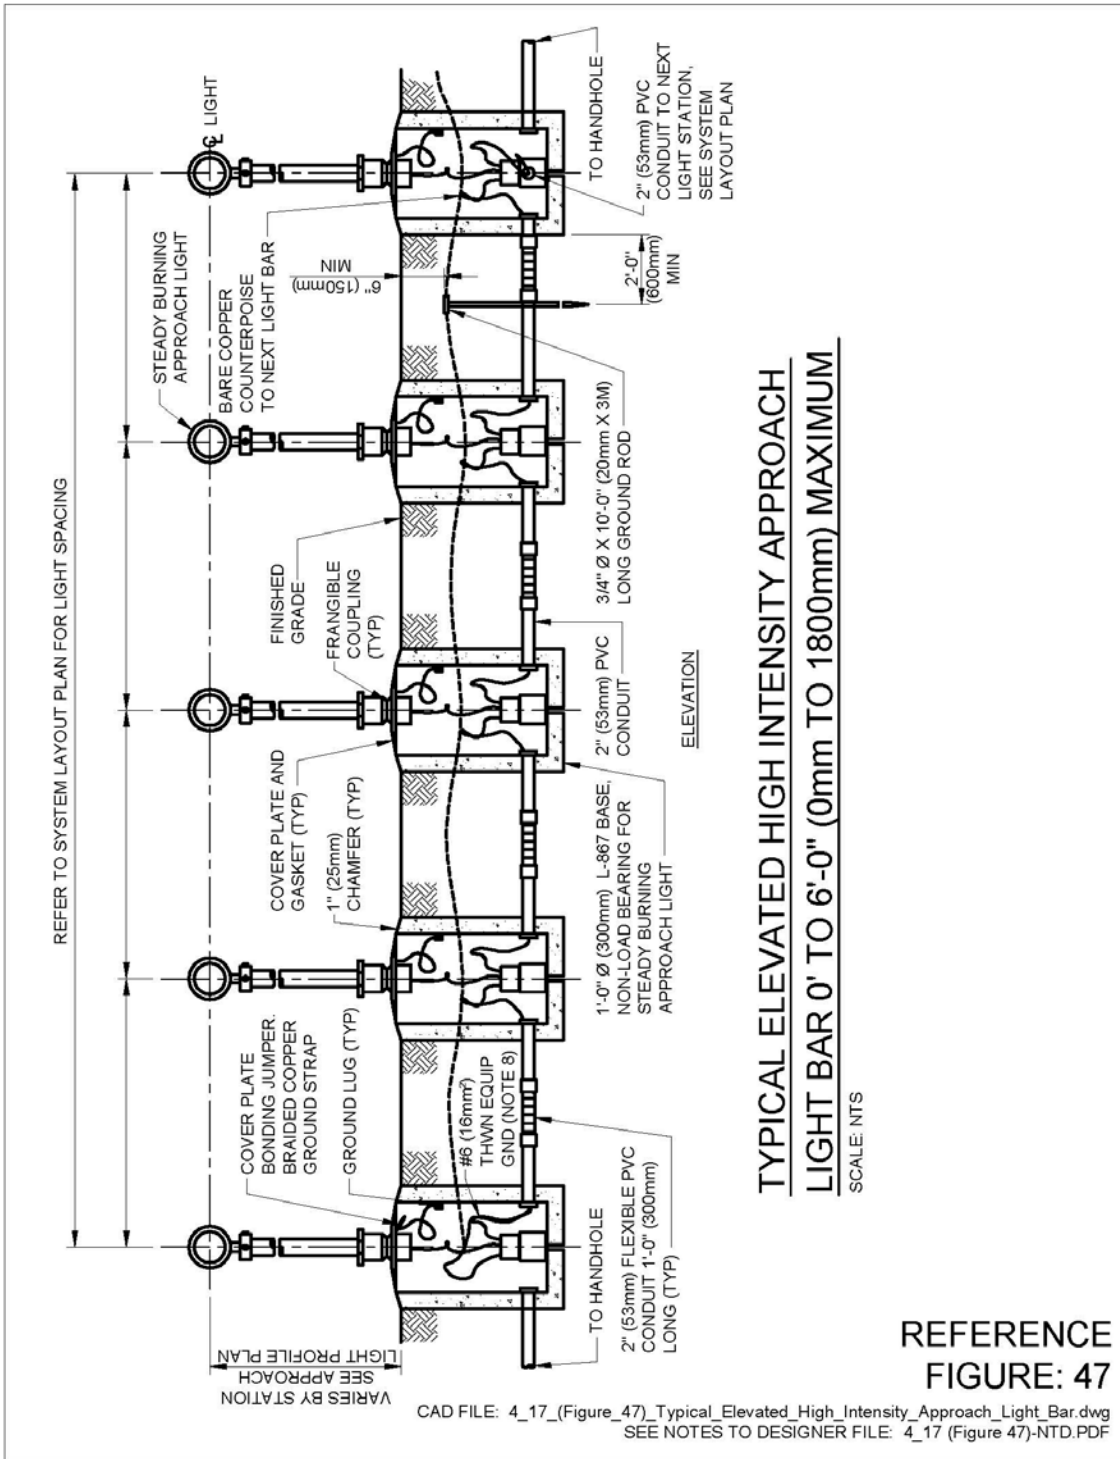 REFER TO SYSTEM LAYOUT PLAN FOR LIGHT SPACING
℄ LIGHT
STEADY BURNING
APPROACH LIGHT
BARE COPPER
COUNTERPOISE
TO NEXT LIGHT BAR
VARIES BY STATION
SEE APPROACH
LIGHT PROFILE PLAN
COVER PLATE
BONDING JUMPER.
BRAIDED COPPER
GROUND STRAP
GROUND LUG (TYP)
#6 (16mm²)
THWN EQUIP
GND (NOTE 8)
COVER PLATE AND
GASKET (TYP)
1" (25mm)
CHAMFER (TYP)
FINISHED
GRADE
FRANGIBLE
COUPLING
(TYP)
6" (150mm)
MIN
TO HANDHOLE
2" (53mm) FLEXIBLE PVC
CONDUIT 1'-0" (300mm)
LONG (TYP)
1'-0" Ø (300mm) L-867 BASE,
NON-LOAD BEARING FOR
STEADY BURNING
APPROACH LIGHT
2" (53mm) PVC
CONDUIT
3/4" Ø X 10'-0" (20mm X 3M)
LONG GROUND ROD
2'-0"
(600mm)
MIN
TO HANDHOLE
2" (53mm) PVC
CONDUIT TO NEXT
LIGHT STATION,
SEE SYSTEM
LAYOUT PLAN
ELEVATION
TYPICAL ELEVATED HIGH INTENSITY APPROACH
LIGHT BAR 0' TO 6'-0" (0mm TO 1800mm) MAXIMUM
SCALE: NTS
REFERENCE
FIGURE: 47
CAD FILE: 4_17_(Figure_47)_Typical_Elevated_High_Intensity_Approach_Light_Bar.dwg
SEE NOTES TO DESIGNER FILE: 4_17 (Figure 47)-NTD.PDF